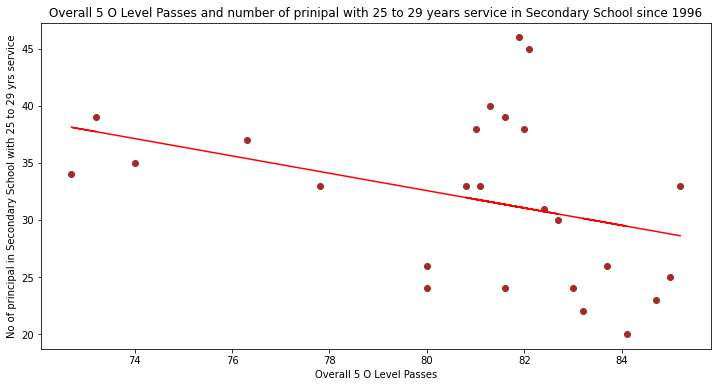 Overall 5 O Level Passes and number of prinipal with 25 to 29 years service in Secondary School since 1996
No of principal in Secondary School with 25 to 29 yrs service
45
40
35
30
25
20
74 76 78 80 82 84
Overall 5 O Level Passes